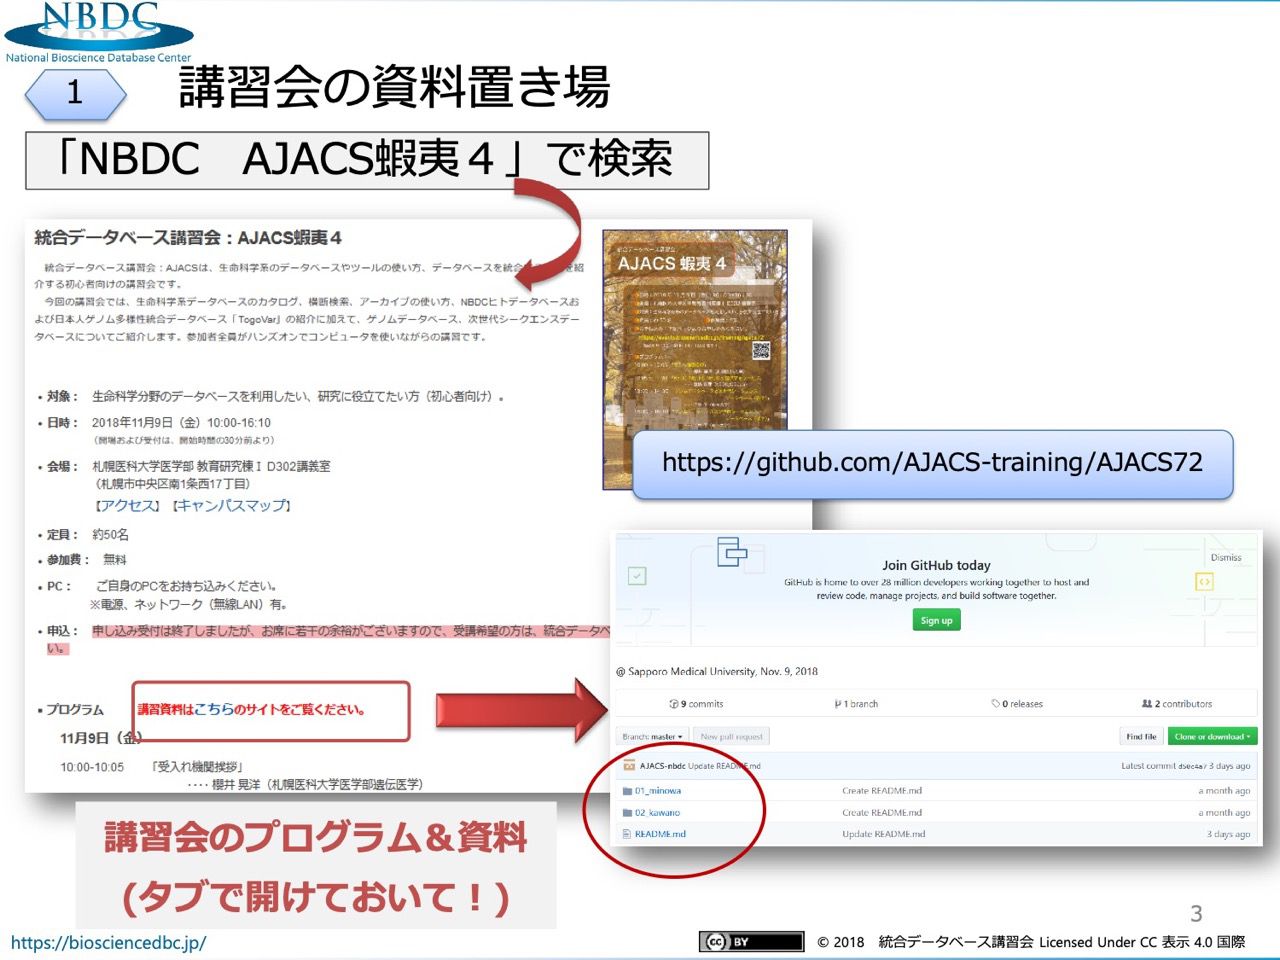 NBDC
National Bioscience Database Center
1
講習会の資料置き場
「NBDC　AJACS蝦夷４」で検索
統合データベース講習会：AJACS蝦夷4
統合データベース講習会：AJACSは、生命科学系のデータベースやツールの使い方、データベースを統合
介する初心者向けの講習会です。
今回の講習会では、生命科学系データベースのカタログ、横断検索、アーカイブの使い方、NBDCヒトデータベースお
よび日本人ゲノム多様性統合データベース「TogoVar」の紹介に加えて、ゲノムデータベース、次世代シークエンスデー
タベースについてご紹介します。参加者全員がハンズオンでコンピュータを使いながらの講習です。
• 対象： 生命科学分野のデータベースを利用したい、研究に役立てたい方（初心者向け）。
• 日時： 2018年11月9日（金）10:00-16:10
（開場および受付は、開始時間の30分前より）
• 会場： 札幌医科大学医学部 教育研究棟Ⅰ D302講義室
（札幌市中央区南1条西17丁目）
【アクセス】【キャンパスマップ】
• 定員： 約50名
• 参加費： 無料
• PC： ご自身のPCをお持ち込みください。
※電源、ネットワーク（無線LAN）有。
• 申込： 申し込み受付は終了しましたが、お席に若干の余裕がございますので、受講希望の方は、統合データベ
い。
▪ プログラム 講習資料はこちらのサイトをご覧ください。
11月9日（金）
10:00-10:05 「受入れ機関挨拶」
‥‥ 櫻井 晃洋（札幌医科大学医学部遺伝医学）
統合データベース講習会
AJACS 蝦夷 4
https://github.com/AJACS-training/AJACS72
Join GitHub today
Dismiss
GitHub is home to over 28 million developers working together to host and
review code, manage projects, and build software together.
Sign up
@ Sapporo Medical University, Nov. 9, 2018
9 commits 1 branch 0 releases 2 contributors
Branch: master New pull request Find file Clone or download
AJACS-nbdc Update README.md Latest commit d50c4a7 3 days ago
01_minowa Create README.md a month ago
02_kawano Create README.md a month ago
README.md Update README.md 3 days ago
講習会のプログラム＆資料
(タブで開けておいて！)
3
https://biosciencedbc.jp/
cc BY
© 2018　統合データベース講習会 Licensed Under CC 表示 4.0 国際